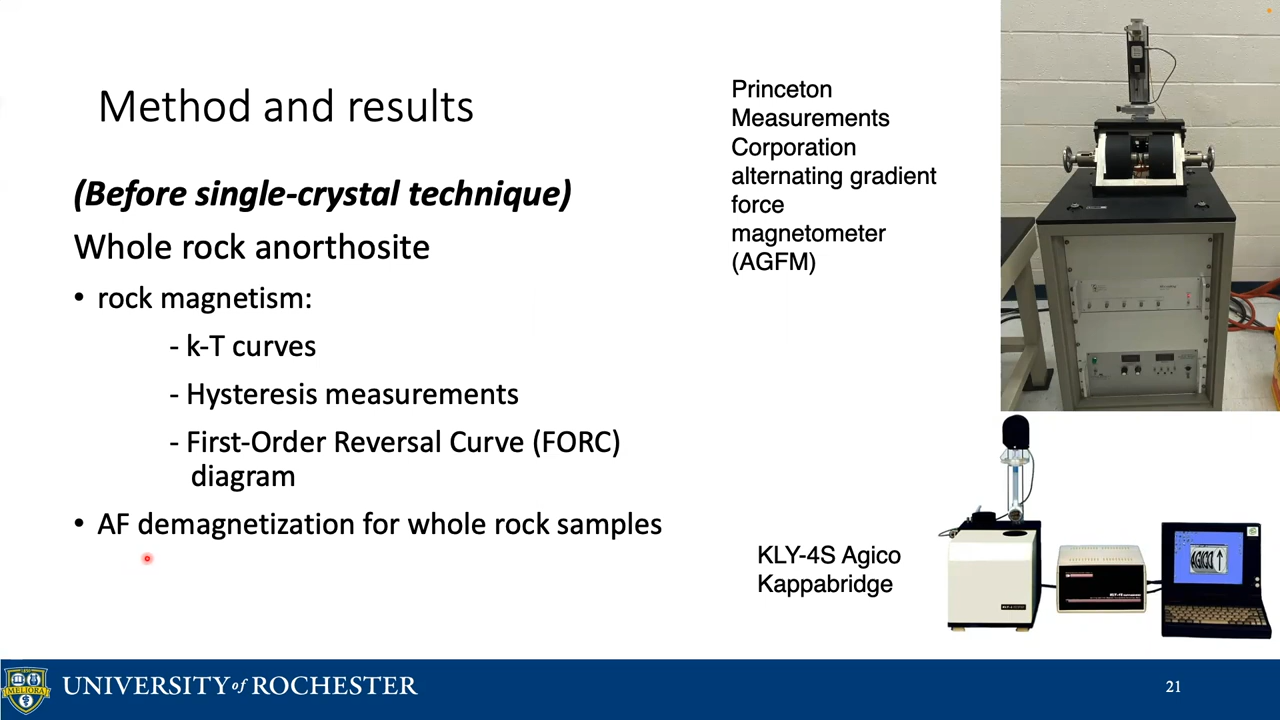 Method and results
(Before single-crystal technique)
Whole rock anorthosite
• rock magnetism:
- k-T curves
- Hysteresis measurements
- First-Order Reversal Curve (FORC)
diagram
• AF demagnetization for whole rock samples
Princeton
Measurements
Corporation
alternating gradient
force
magnetometer
(AGFM)
KLY-4S Agico
Kappabridge
AGICO
MELIORA
UNIVERSITY of ROCHESTER
21